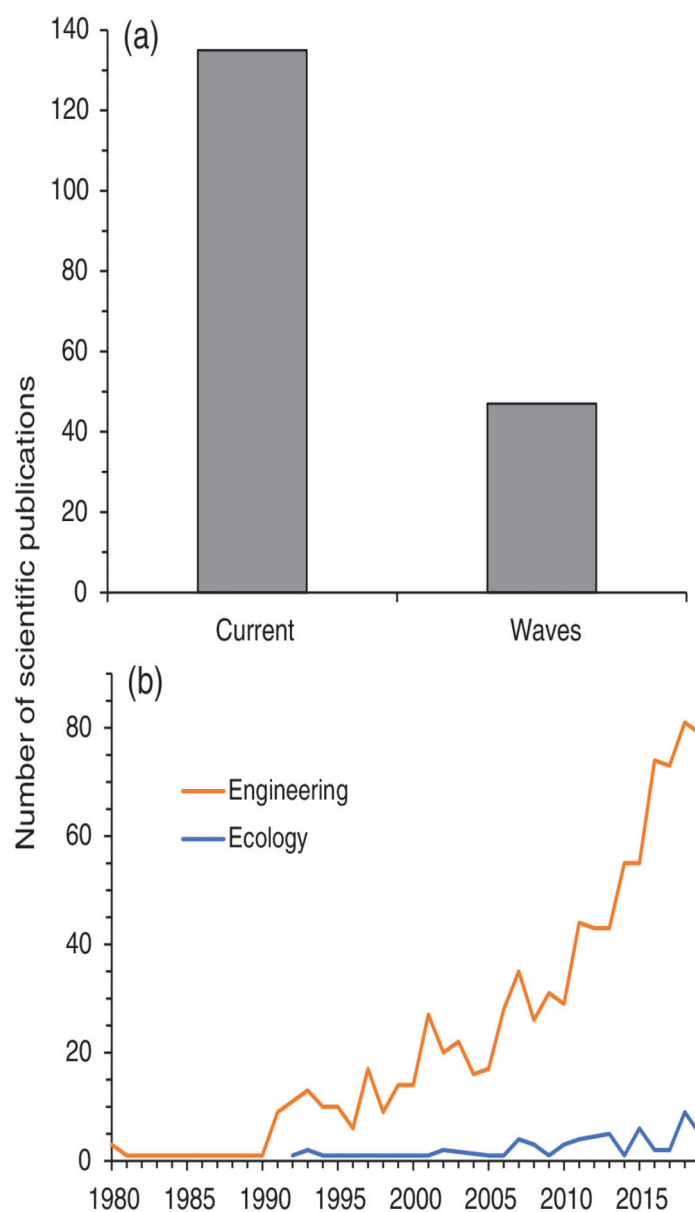 (a)
140
120
100
80
60
40
20
0
Current Waves
Number of scientific publications
(b)
80
60
40
20
0
Engineering
Ecology
1980 1985 1990 1995 2000 2005 2010 2015